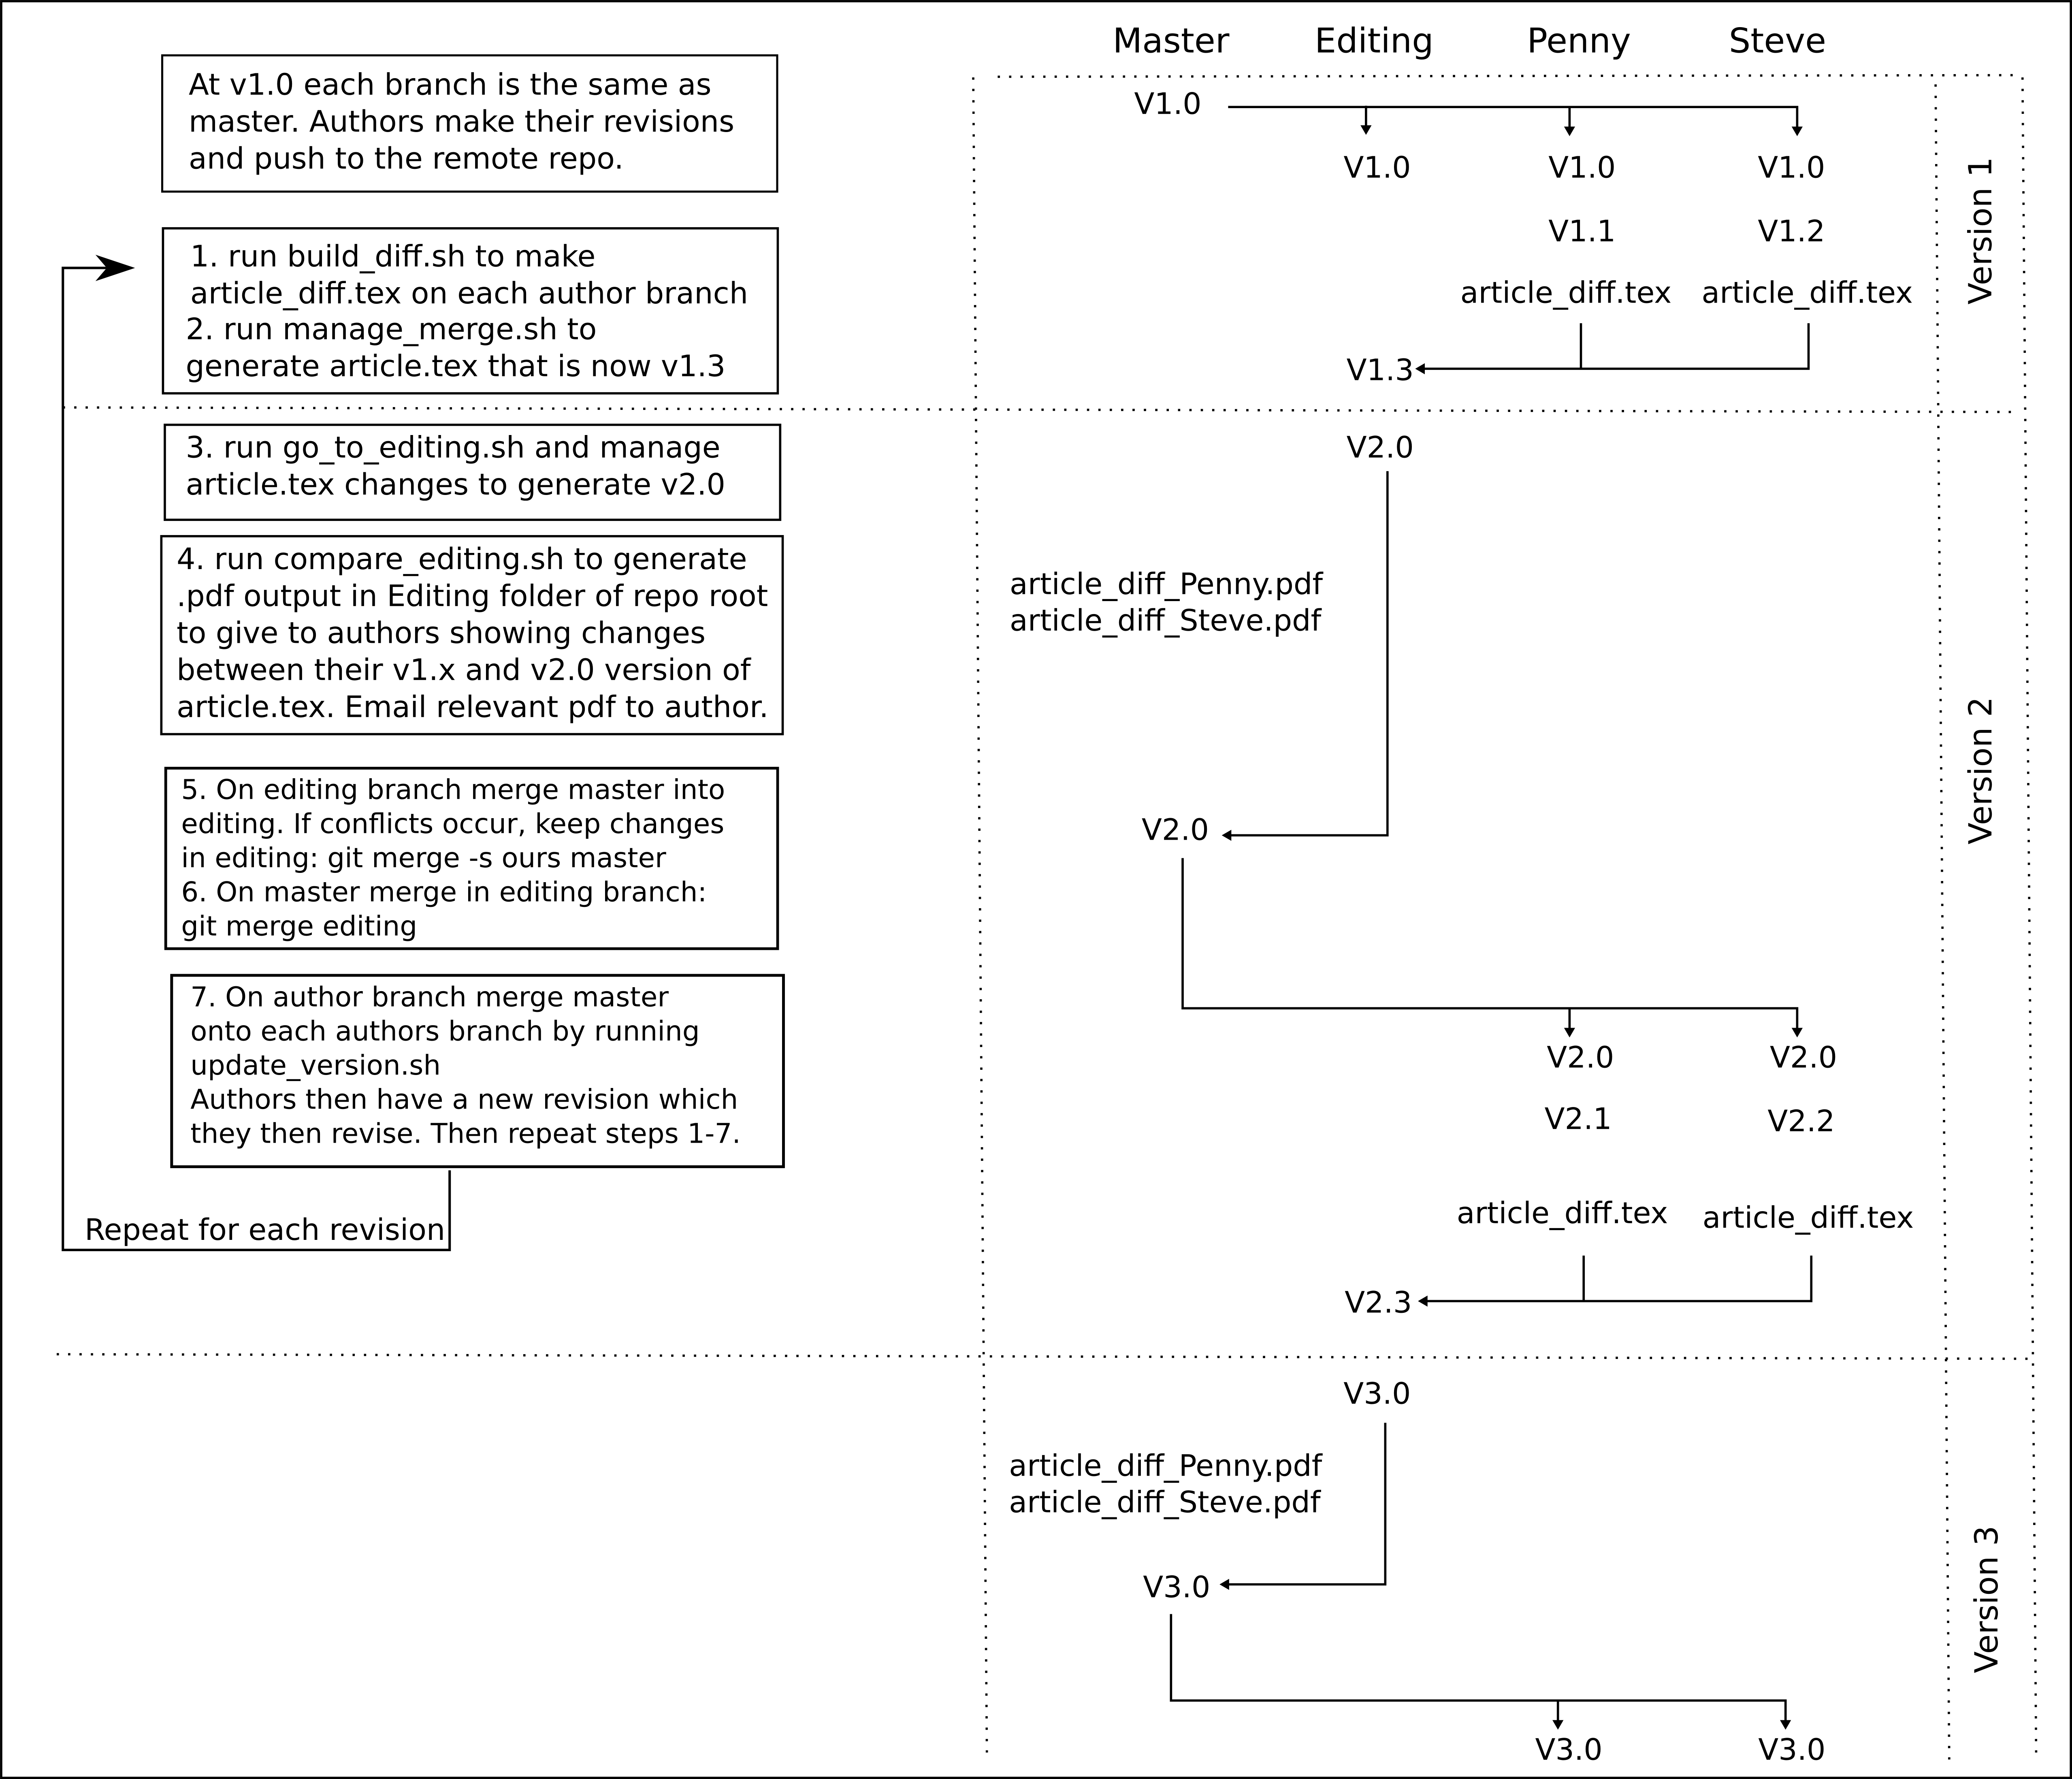 Master Editing Penny Steve
At v1.0 each branch is the same as
master. Authors make their revisions
and push to the remote repo.
1. run build_diff.sh to make
article_diff.tex on each author branch
2. run manage_merge.sh to
generate article.tex that is now v1.3
3. run go_to_editing.sh and manage
article.tex changes to generate v2.0
4. run compare_editing.sh to generate
.pdf output in Editing folder of repo root
to give to authors showing changes
between their v1.x and v2.0 version of
article.tex. Email relevant pdf to author.
5. On editing branch merge master into
editing. If conflicts occur, keep changes
in editing: git merge -s ours master
6. On master merge in editing branch:
git merge editing
7. On author branch merge master
onto each authors branch by running
update_version.sh
Authors then have a new revision which
they then revise. Then repeat steps 1-7.
Repeat for each revision
V1.0
V1.0 V1.0 V1.0
V1.1 V1.2
article_diff.tex article_diff.tex
V1.3
Version 1
V2.0
article_diff_Penny.pdf
article_diff_Steve.pdf
V2.0
V2.0 V2.0
V2.1 V2.2
article_diff.tex article_diff.tex
V2.3
Version 2
V3.0
article_diff_Penny.pdf
article_diff_Steve.pdf
V3.0
V3.0 V3.0
Version 3